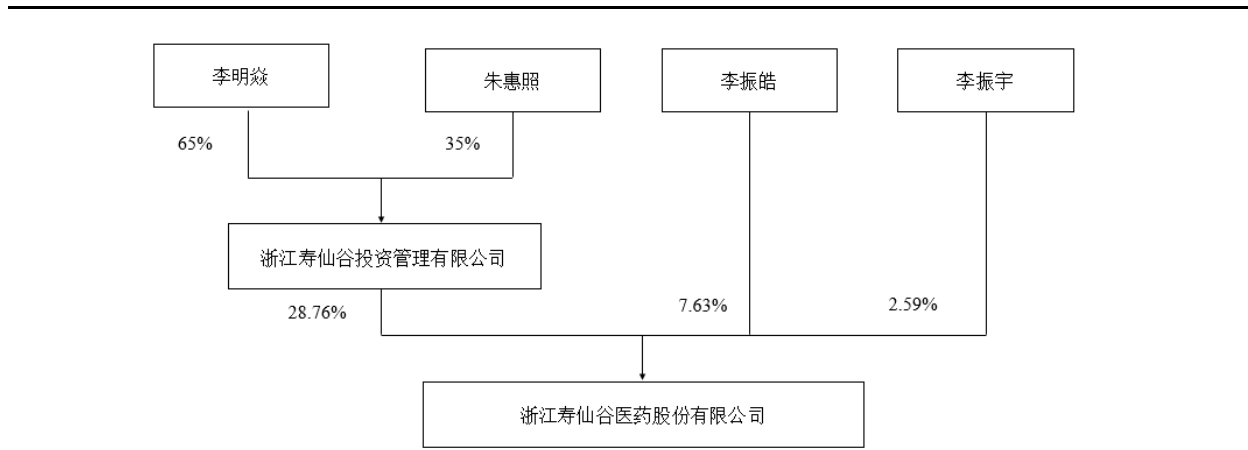 李明焱
朱惠照
李振皓
李振宇
65%
35%
浙江寿仙谷投资管理有限公司
28.76%
7.63%
2.59%
浙江寿仙谷医药股份有限公司